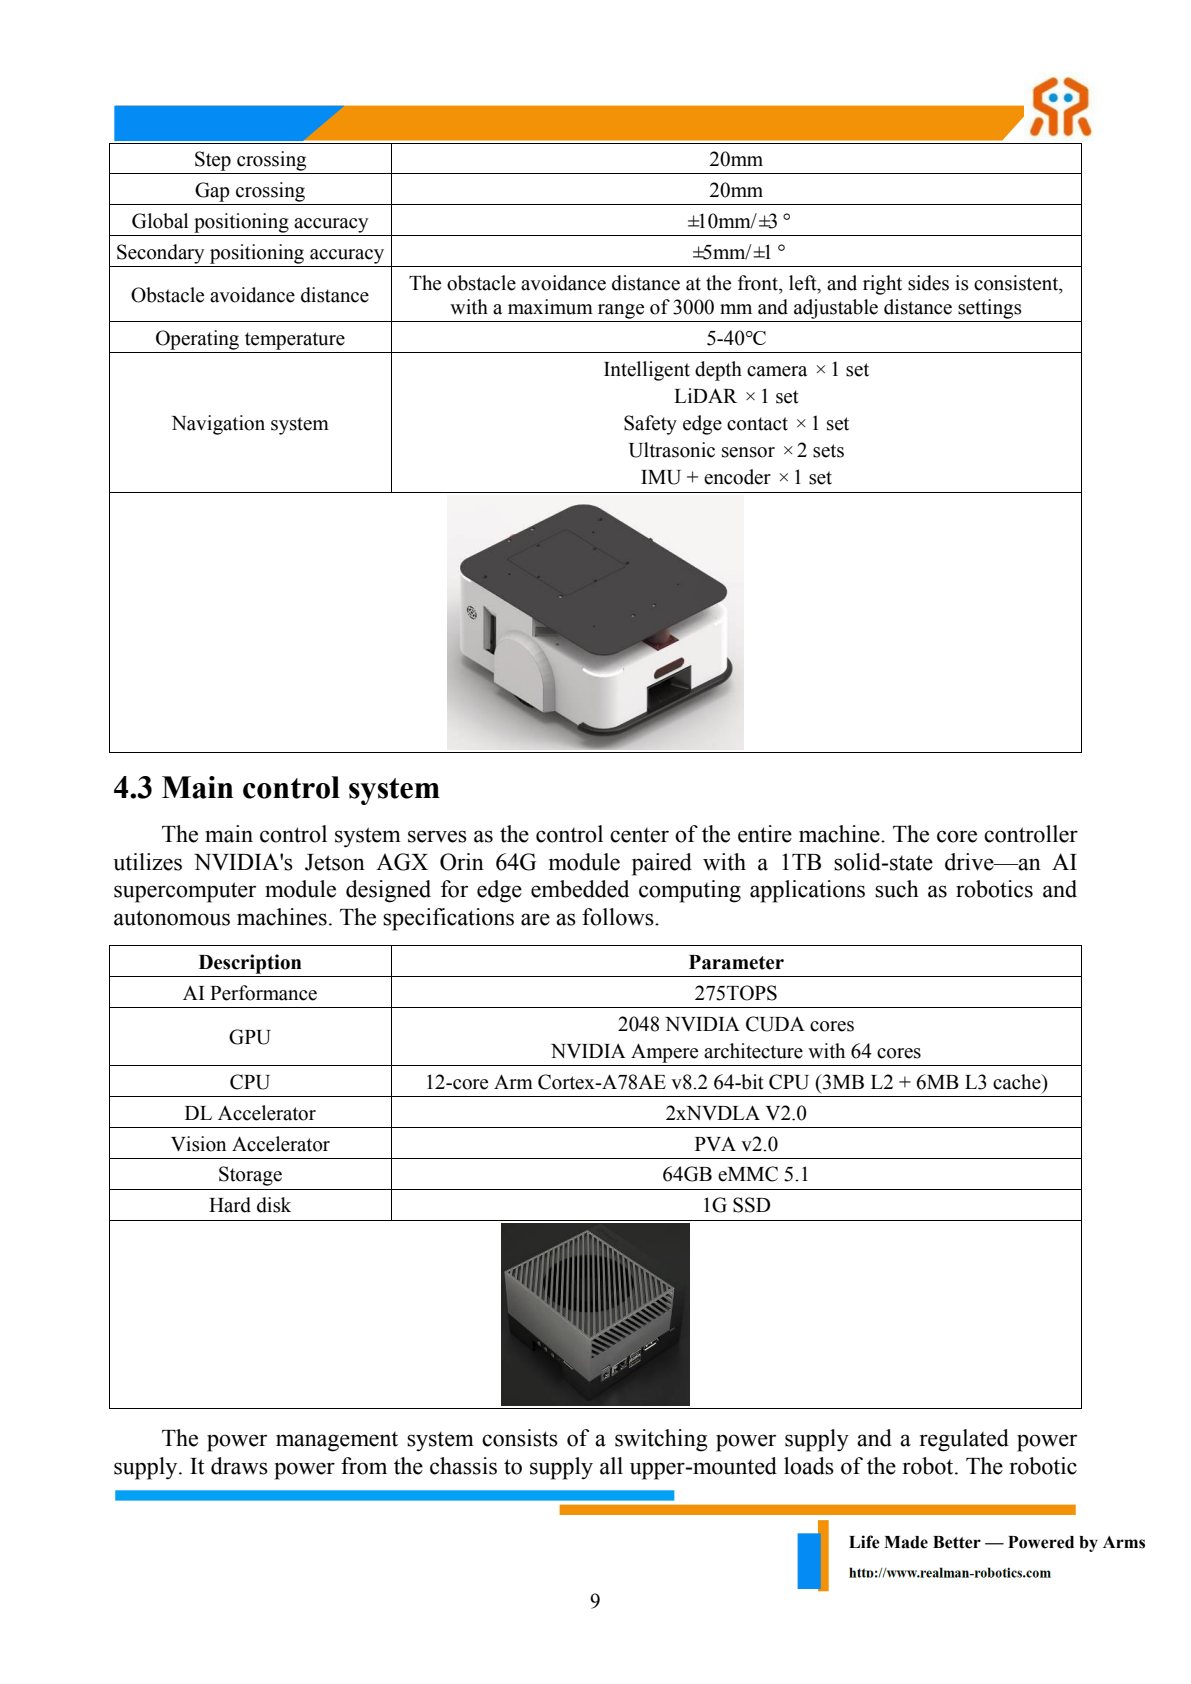 Step crossing 20mm
Gap crossing 20mm
Global positioning accuracy ±10mm/±3 °
Secondary positioning accuracy ±5mm/±1 °
Obstacle avoidance distance The obstacle avoidance distance at the front, left, and right sides is consistent,
with a maximum range of 3000 mm and adjustable distance settings
Operating temperature 5-40℃
Navigation system
Intelligent depth camera ×1 set
LiDAR ×1 set
Safety edge contact ×1 set
Ultrasonic sensor ×2 sets
IMU + encoder ×1 set
4.3 Main control system
The main control system serves as the control center of the entire machine. The core controller
utilizes NVIDIA's Jetson AGX Orin 64G module paired with a 1TB solid-state drive—an AI
supercomputer module designed for edge embedded computing applications such as robotics and
autonomous machines. The specifications are as follows.
Description Parameter
AI Performance 275TOPS
GPU
2048 NVIDIA CUDA cores
NVIDIA Ampere architecture with 64 cores
CPU 12-core Arm Cortex-A78AE v8.2 64-bit CPU (3MB L2 + 6MB L3 cache)
DL Accelerator 2xNVDLA V2.0
Vision Accelerator PVA v2.0
Storage 64GB eMMC 5.1
Hard disk 1G SSD
The power management system consists of a switching power supply and a regulated power
supply. It draws power from the chassis to supply all upper-mounted loads of the robot. The robotic
Life Made Better — Powered by Arms
http://www.realman-robotics.com
9